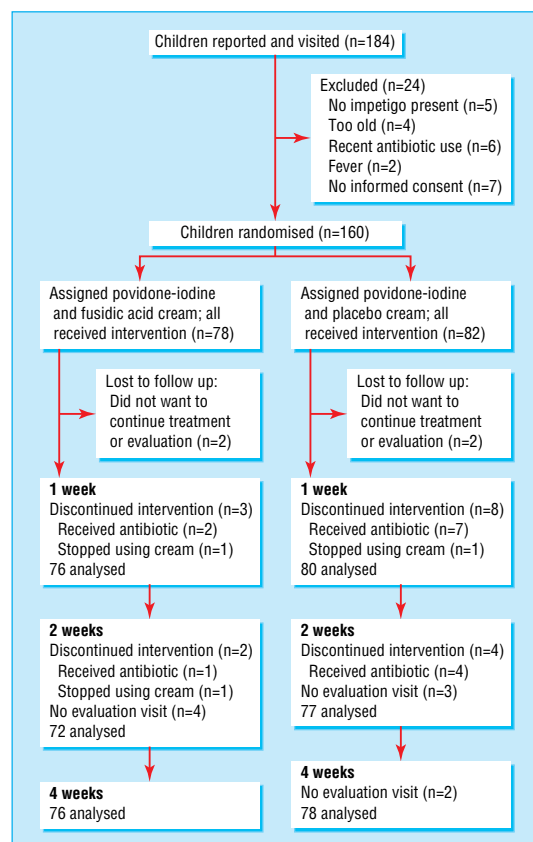 Children reported and visited (n=184)
Excluded (n=24)
No impetigo present (n=5)
Too old (n=4)
Recent antibiotic use (n=6)
Fever (n=2)
No informed consent (n=7)
Children randomised (n=160)
Assigned povidone-iodine
and fusidic acid cream; all
received intervention (n=78)
Assigned povidone-iodine
and placebo cream; all
received intervention (n=82)
Lost to follow up:
Did not want to
continue treatment
or evaluation (n=2)
Lost to follow up:
Did not want to
continue treatment
or evaluation (n=2)
1 week
Discontinued intervention (n=3)
Received antibiotic (n=2)
Stopped using cream (n=1)
76 analysed
1 week
Discontinued intervention (n=8)
Received antibiotic (n=7)
Stopped using cream (n=1)
80 analysed
2 weeks
Discontinued intervention (n=2)
Received antibiotic (n=1)
Stopped using cream (n=1)
No evaluation visit (n=4)
72 analysed
2 weeks
Discontinued intervention (n=4)
Received antibiotic (n=4)
No evaluation visit (n=3)
77 analysed
4 weeks
76 analysed
4 weeks
No evaluation visit (n=2)
78 analysed